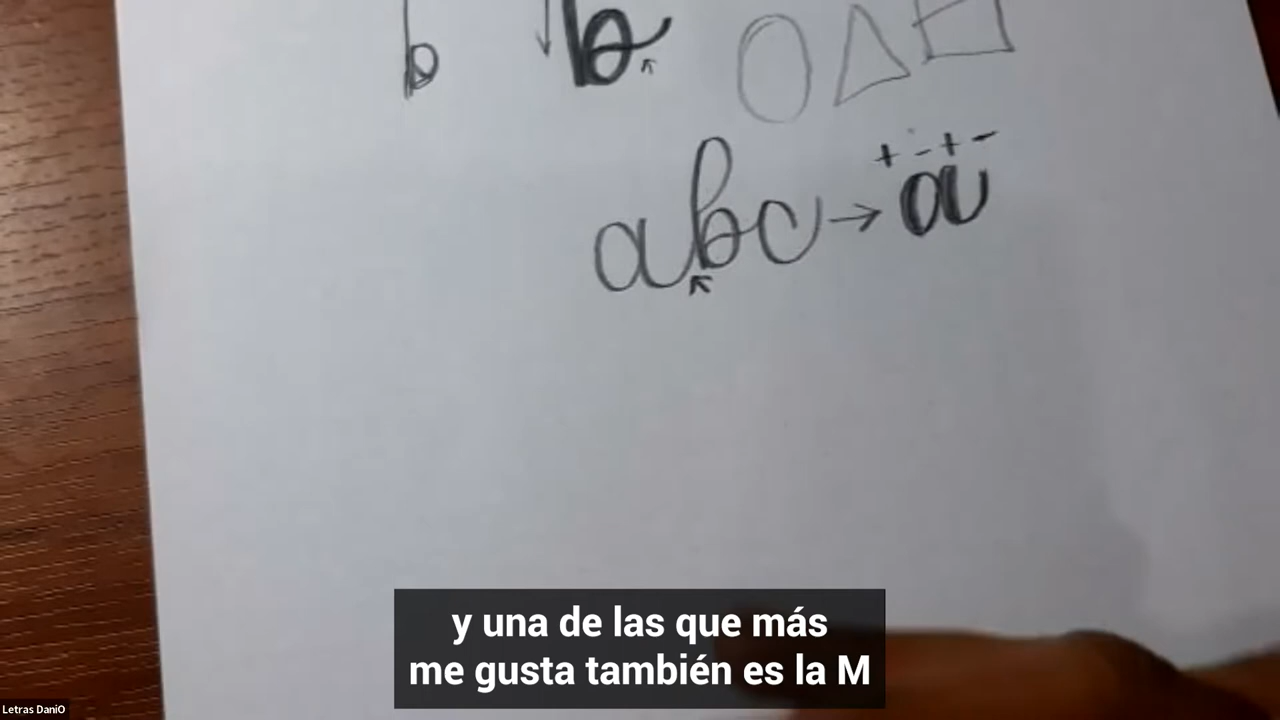 b b
+ - + -
abc → a
y una de las que más
me gusta también es la M
Letras DaniO